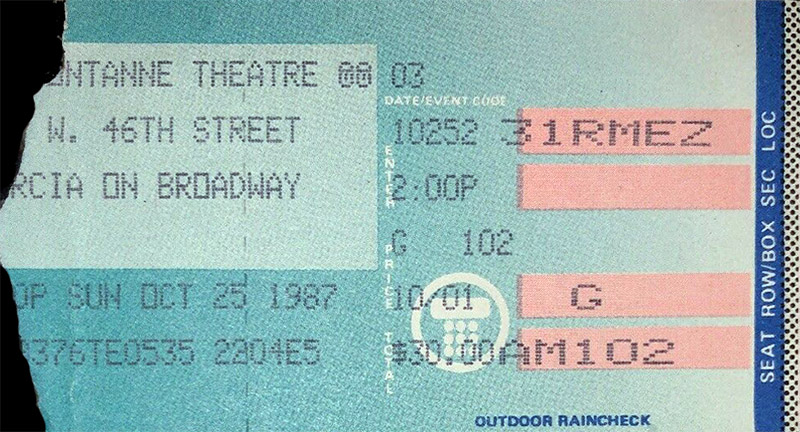 ONTANNE THEATRE 00 03
DATE/EVENT CODE
W. 46TH STREET 10252 31RMEZ
RCIA ON BROADWAY 2:00P
G 102
OP SUN OCT 25 1987 10/01 G
376TE0535 2204E5 $30.00 AM102
ENTER PRICE TOTAL
OUTDOOR RAINCHECK
SEAT ROW/BOX SEC LOC